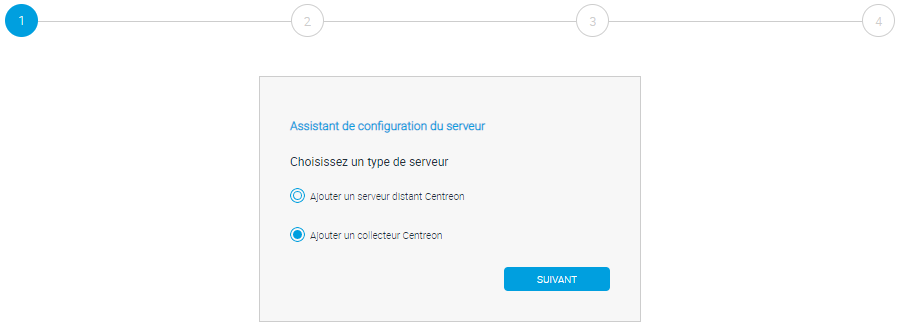 1
2
3
4
Assistant de configuration du serveur
Choisissez un type de serveur
Ajouter un serveur distant Centreon
Ajouter un collecteur Centreon
SUIVANT